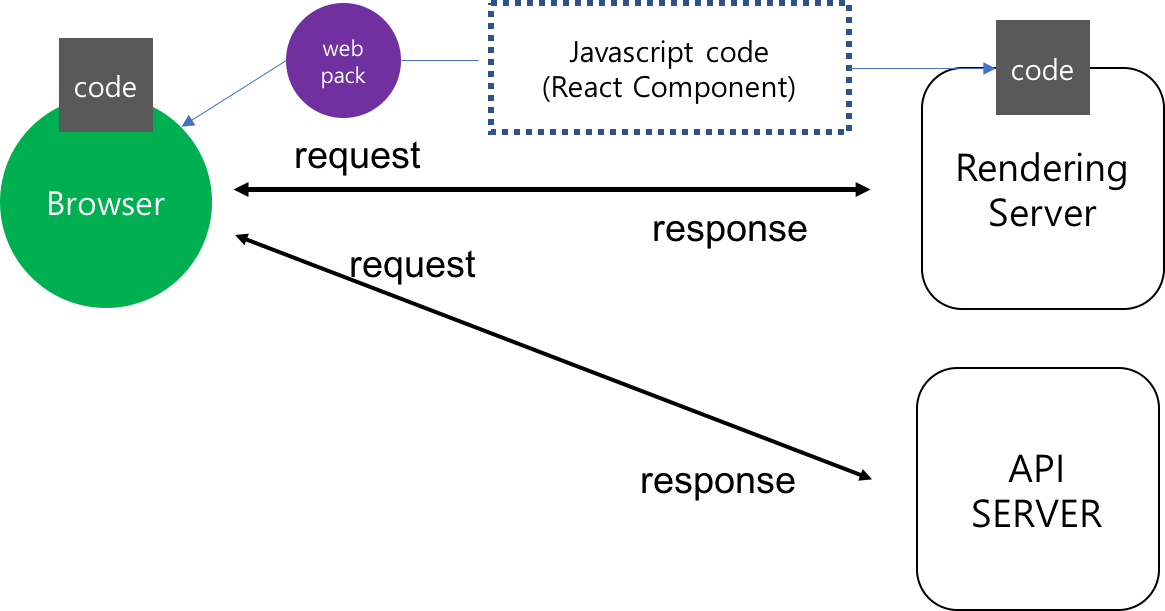 code
web
pack
Javascript code
(React Component)
code
Browser
request
response
Rendering
Server
request
response
API
SERVER